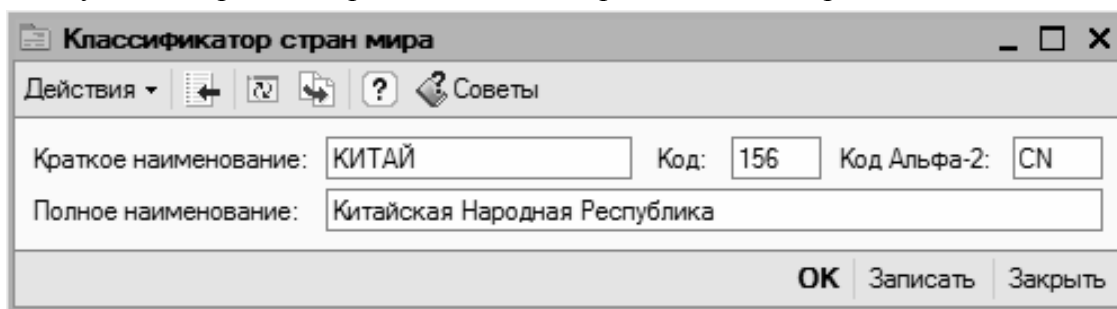 Классификатор стран мира
Действия ? Советы
Краткое наименование: КИТАЙ Код: 156 Код Альфа-2: CN
Полное наименование: Китайская Народная Республика
OK Записать Закрыть